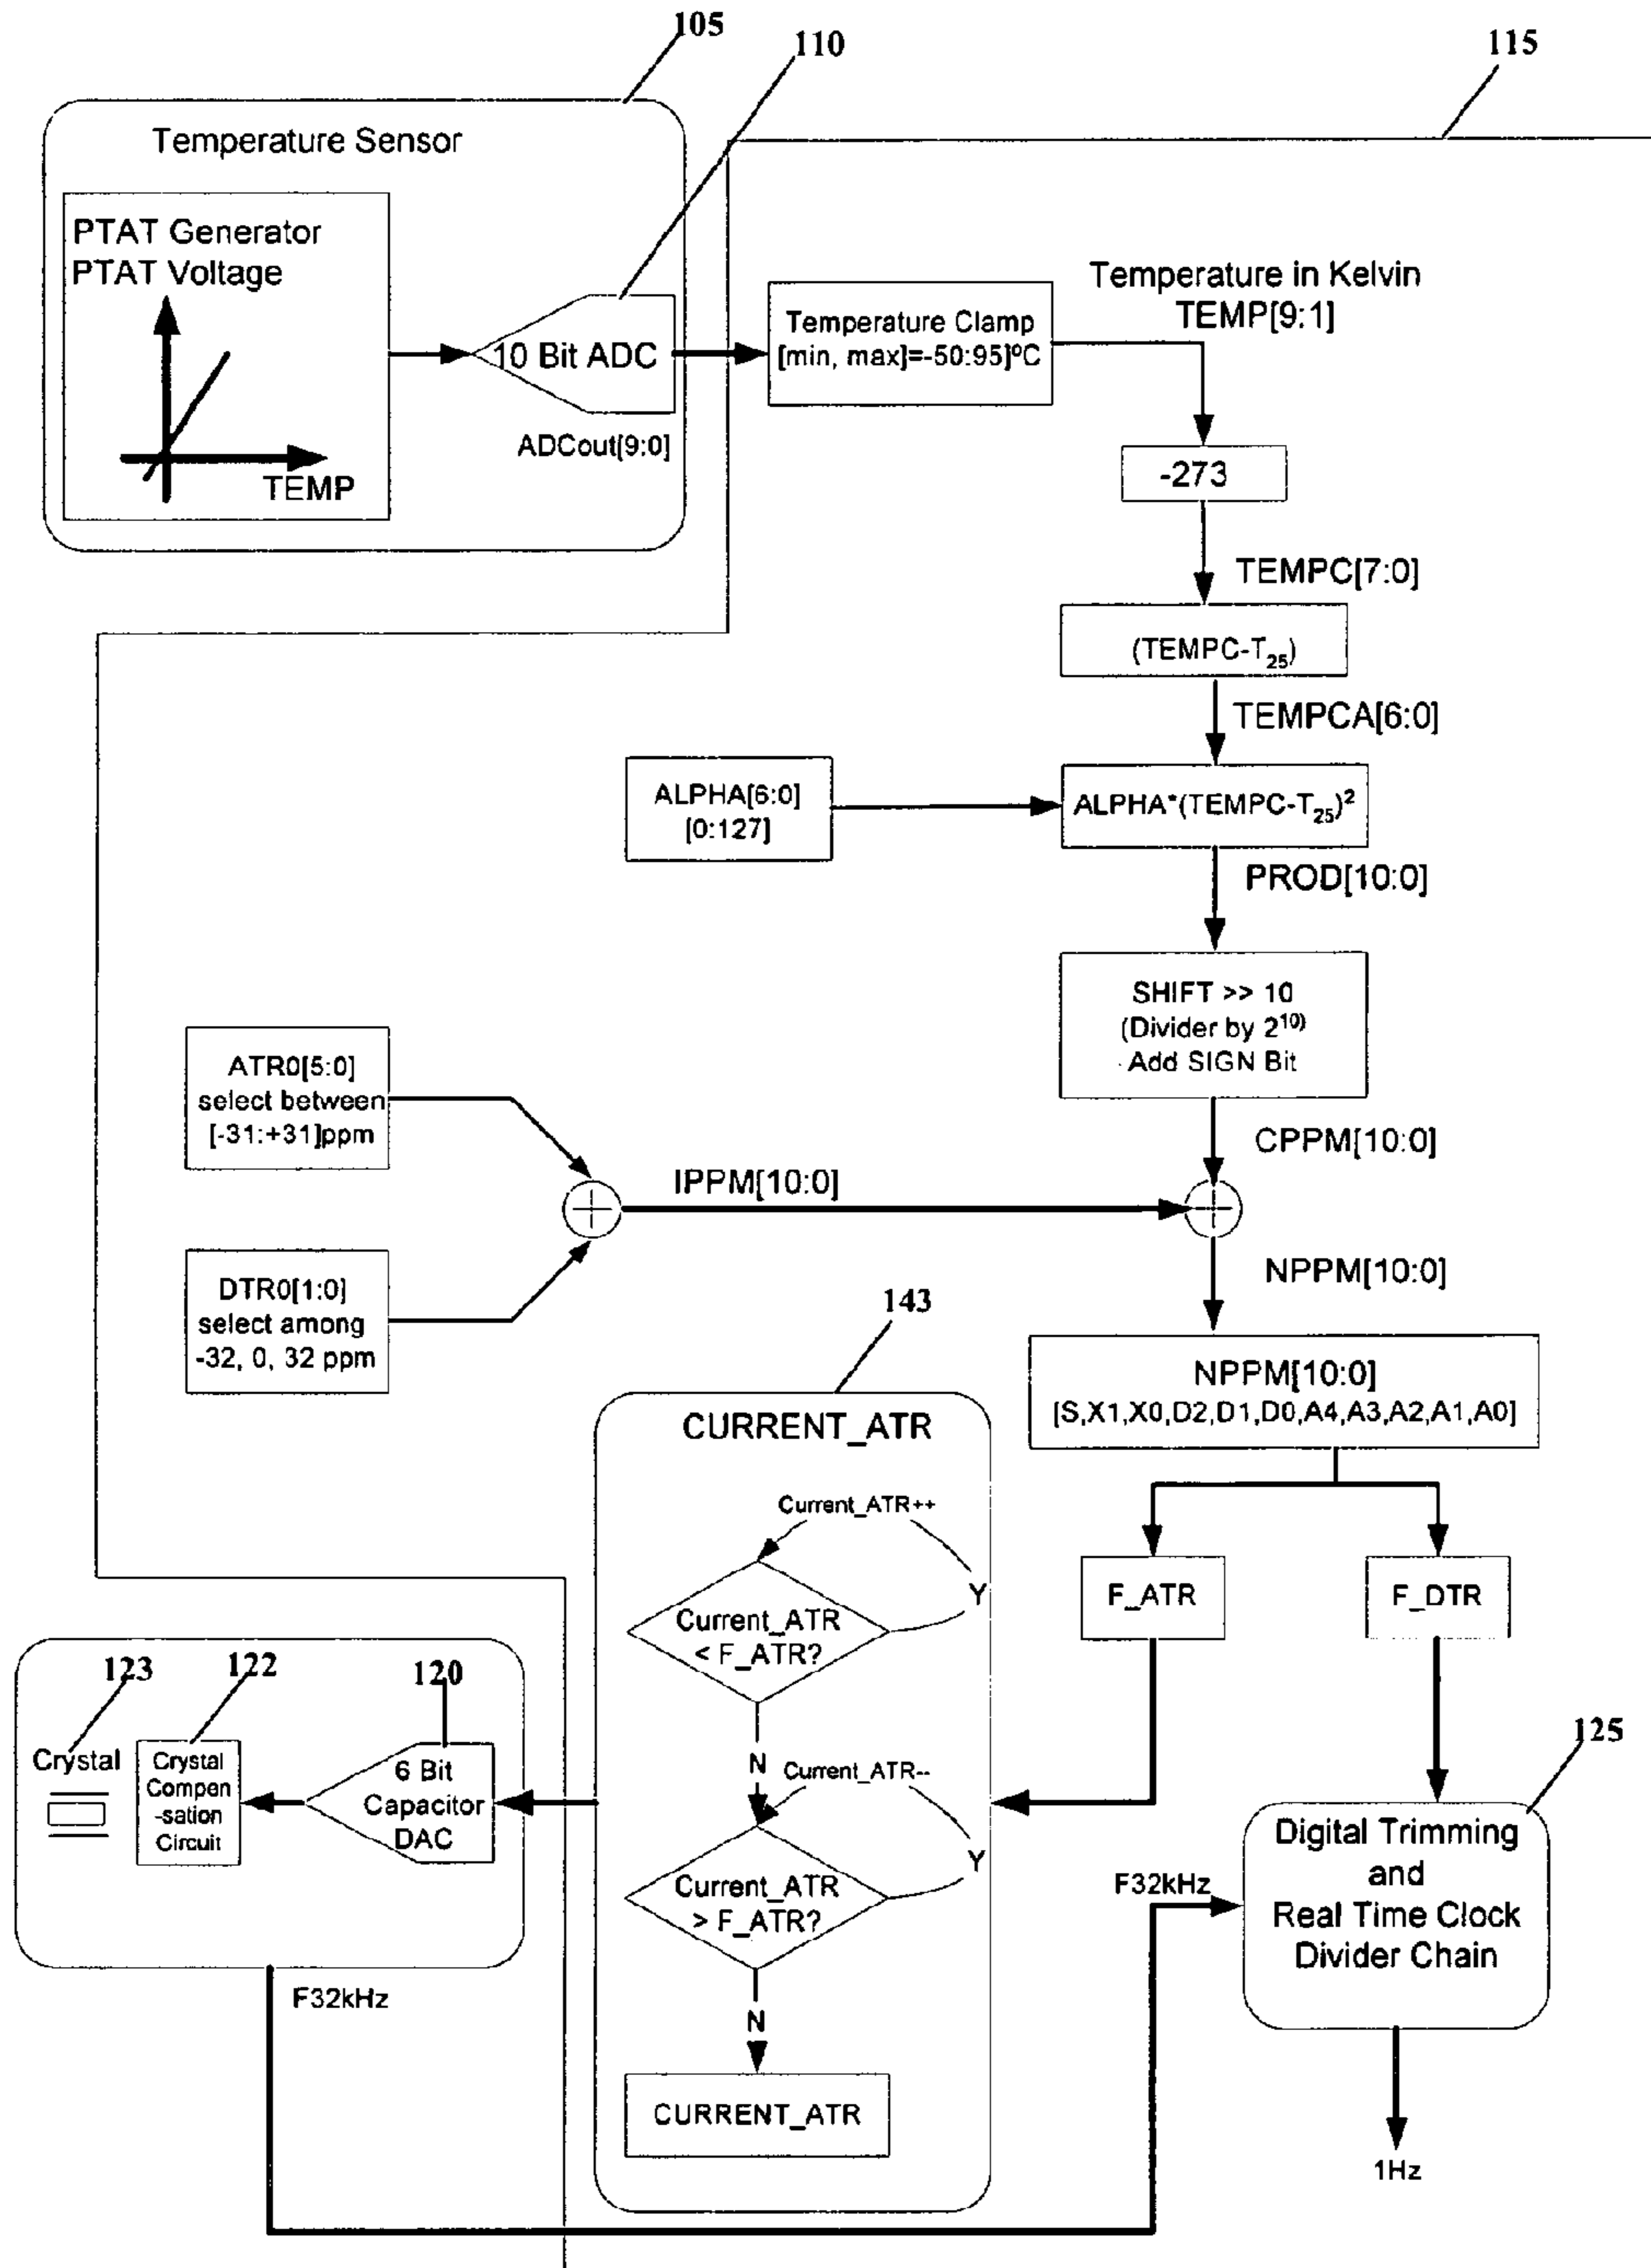 105
110
115
Temperature Sensor
PTAT Generator
PTAT Voltage
TEMP
10 Bit ADC
ADCout[9:0]
Temperature Clamp
[min, max]=-50:95]ºC
Temperature in Kelvin
TEMP[9:1]
-273
TEMPC[7:0]
(TEMPC-T25)
TEMPCA[6:0]
ALPHA[6:0]
[0:127]
ALPHA*(TEMPC-T25)²
PROD[10:0]
SHIFT >> 10
(Divider by 2¹⁰⁾
Add SIGN Bit
ATR0[5:0]
select between
[-31:+31]ppm
CPPM[10:0]
IPPM[10:0]
DTR0[1:0]
select among
-32, 0, 32 ppm
NPPM[10:0]
143
NPPM[10:0]
[S,X1,X0,D2,D1,D0,A4,A3,A2,A1,A0]
CURRENT_ATR
Current_ATR++
Y
Current_ATR
< F_ATR?
N
F_ATR
F_DTR
123
122
120
125
Crystal
Crystal
Compen
-sation
Circuit
6 Bit
Capacitor
DAC
Current_ATR--
Y
Current_ATR
> F_ATR?
N
CURRENT_ATR
F32kHz
F32kHz
Digital Trimming
and
Real Time Clock
Divider Chain
1Hz